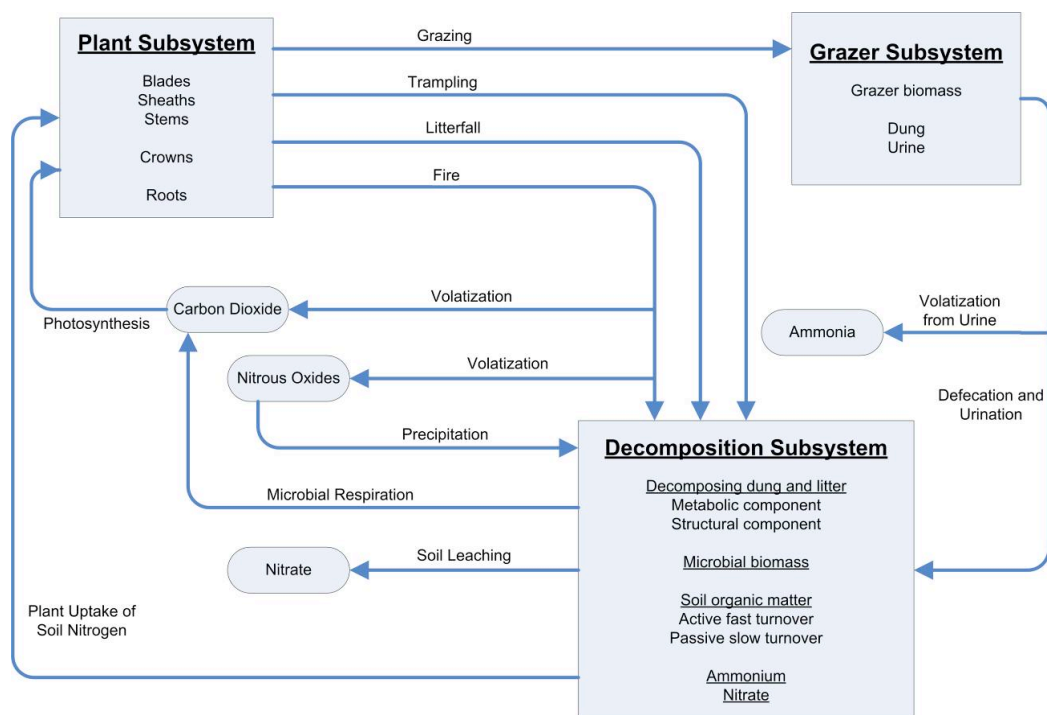 Plant Subsystem
Blades
Sheaths
Stems
Crowns
Roots
Grazing
Trampling
Litterfall
Fire
Grazer Subsystem
Grazer biomass
Dung
Urine
Carbon Dioxide
Photosynthesis
Volatization
Nitrous Oxides
Volatization
Precipitation
Ammonia
Volatization
from Urine
Defecation and
Urination
Microbial Respiration
Nitrate
Soil Leaching
Plant Uptake of
Soil Nitrogen
Decomposition Subsystem
Decomposing dung and litter
Metabolic component
Structural component
Microbial biomass
Soil organic matter
Active fast turnover
Passive slow turnover
Ammonium
Nitrate